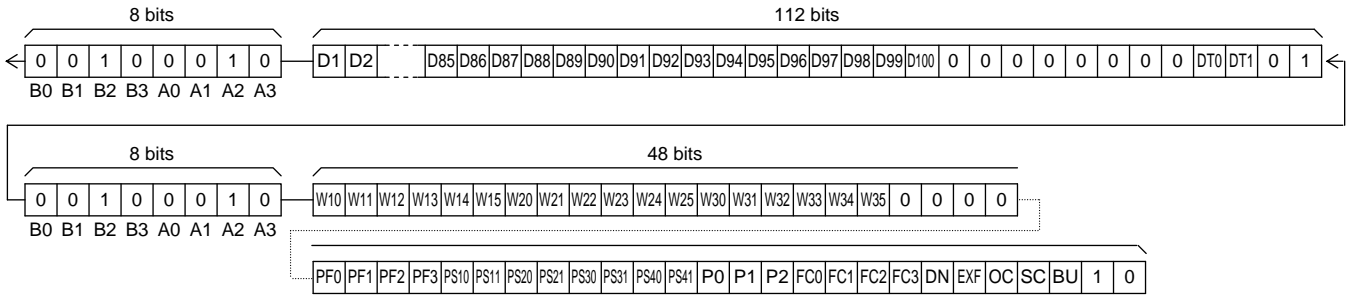 8 bits 112 bits
0 0 1 0 0 0 1 0 D1 D2 D85 D86 D87 D88 D89 D90 D91 D92 D93 D94 D95 D96 D97 D98 D99 D100 0 0 0 0 0 0 0 0 DT0 DT1 0 1
B0 B1 B2 B3 A0 A1 A2 A3
8 bits 48 bits
0 0 1 0 0 0 1 0 W10 W11 W12 W13 W14 W15 W20 W21 W22 W23 W24 W25 W30 W31 W32 W33 W34 W35 0 0 0 0
B0 B1 B2 B3 A0 A1 A2 A3
PF0 PF1 PF2 PF3 PS10 PS11 PS20 PS21 PS30 PS31 PS40 PS41 P0 P1 P2 FC0 FC1 FC2 FC3 DN EXF OC SC BU 1 0